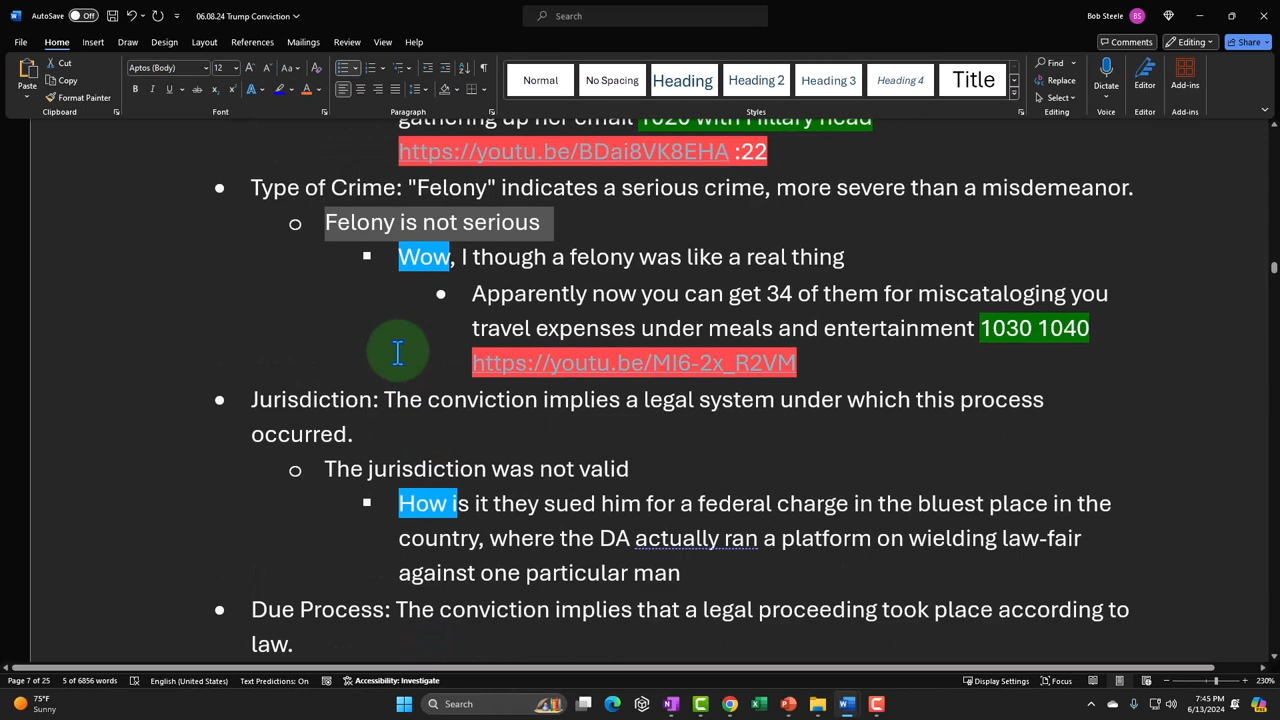 AutoSave Off 06.08.24 Trump Conviction Search Bob Steele BS
File Home Insert Draw Design Layout References Mailings Review View Help Comments Editing Share
Paste Cut Copy Format Painter Aptos (Body) 12 Normal No Spacing Heading Heading 2 Heading 3 Heading 4 Title Find Replace Select Dictate Editor Add-ins
Clipboard Font Paragraph Styles Editing Voice Editor Add-ins
gathering up her email 1020 with Hillary head
https://youtu.be/BDai8VK8EHA :22
• Type of Crime: "Felony" indicates a serious crime, more severe than a misdemeanor.
o Felony is not serious
▪ Wow, I though a felony was like a real thing
• Apparently now you can get 34 of them for miscataloging you
travel expenses under meals and entertainment 1030 1040
https://youtu.be/MI6-2x_R2VM
• Jurisdiction: The conviction implies a legal system under which this process
occurred.
o The jurisdiction was not valid
▪ How is it they sued him for a federal charge in the bluest place in the
country, where the DA actually ran a platform on wielding law-fair
against one particular man
• Due Process: The conviction implies that a legal proceeding took place according to
law.
Page 7 of 25 5 of 6856 words English (United States) Text Predictions: On Accessibility: Investigate Display Settings Focus 230%
75°F Sunny Search 7:45 PM
6/13/2024